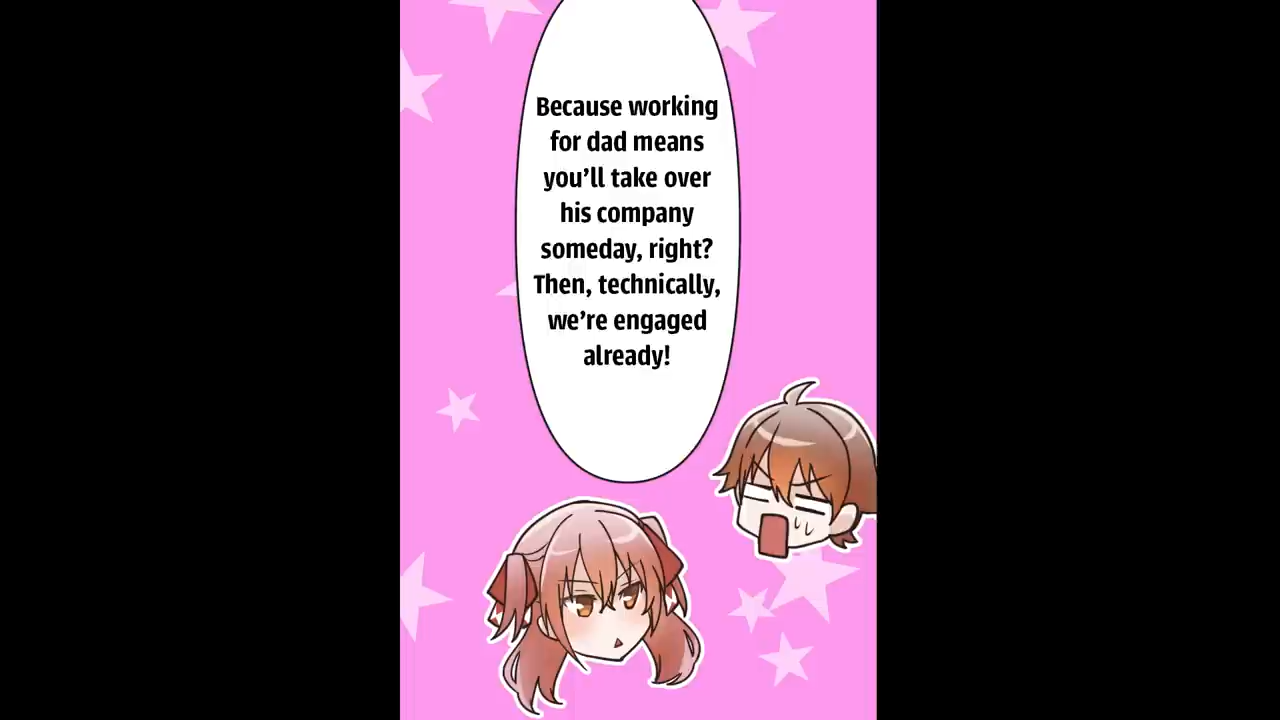 Because working
for dad means
you'll take over
his company
someday, right?
Then, technically,
we're engaged
already!